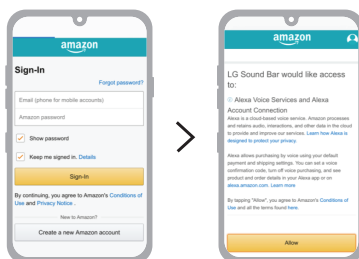 amazon
Sign-In
Forgot password?
Email (phone for mobile accounts)
Amazon password
Show password
Keep me signed in. Details
Sign-In
By continuing, you agree to Amazon's Conditions of
Use and Privacy Notice .
New to Amazon?
Create a new Amazon account
amazon
LG Sound Bar would like access
to:
Alexa Voice Services and Alexa
Account Connection
Alexa is a cloud-based voice service. Amazon processes
and retains audio, interactions, and other data in the cloud
to provide and improve our services. Learn how Alexa is
designed to protect your privacy.
Alexa allows purchasing by voice using your default
payment and shipping settings. You can set a voice
confirmation code, turn off voice purchasing, and see
product and order details in your Alexa app or on
alexa.amazon.com. Learn more.
By tapping "Allow", you agree to Amazon's Conditions of
Use and all the terms found here.
Allow